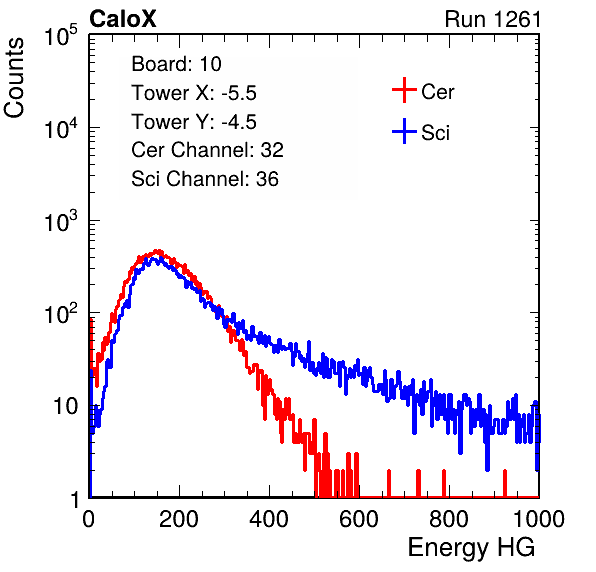 CaloX Run 1261
Counts
10^5
10^4
10^3
10^2
10
1
Board: 10
Tower X: -5.5
Tower Y: -4.5
Cer Channel: 32
Sci Channel: 36
Cer
Sci
0 200 400 600 800 1000
Energy HG